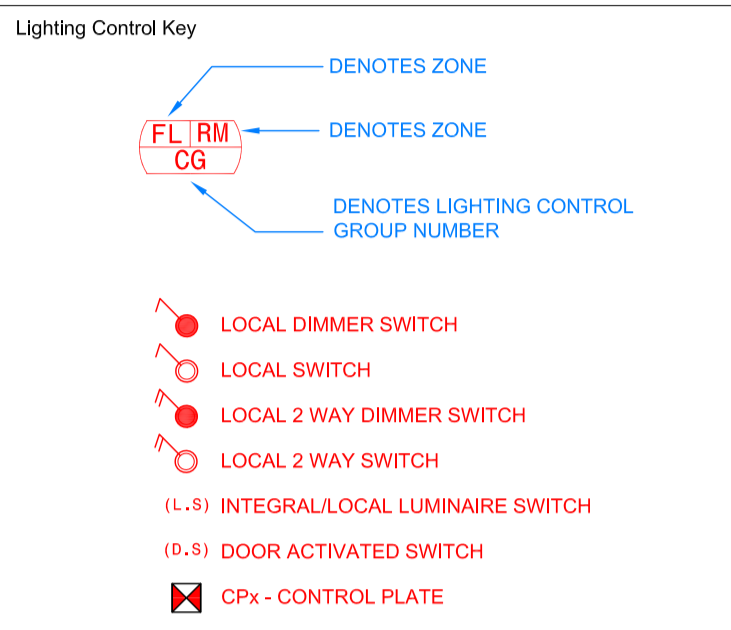 Lighting Control Key
DENOTES ZONE
FL RM
DENOTES ZONE
CG
DENOTES LIGHTING CONTROL
GROUP NUMBER
LOCAL DIMMER SWITCH
LOCAL SWITCH
LOCAL 2 WAY DIMMER SWITCH
LOCAL 2 WAY SWITCH
(L.S) INTEGRAL/LOCAL LUMINAIRE SWITCH
(D.S) DOOR ACTIVATED SWITCH
CPx - CONTROL PLATE